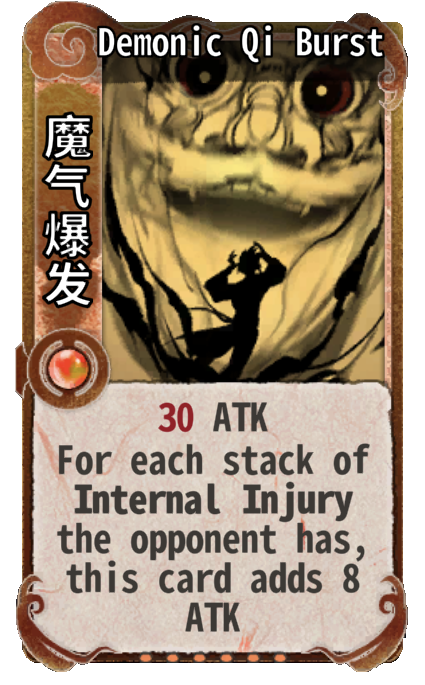 Demonic Qi Burst
魔气爆发
30 ATK
For each stack of
Internal Injury
the opponent has,
this card adds 8
ATK